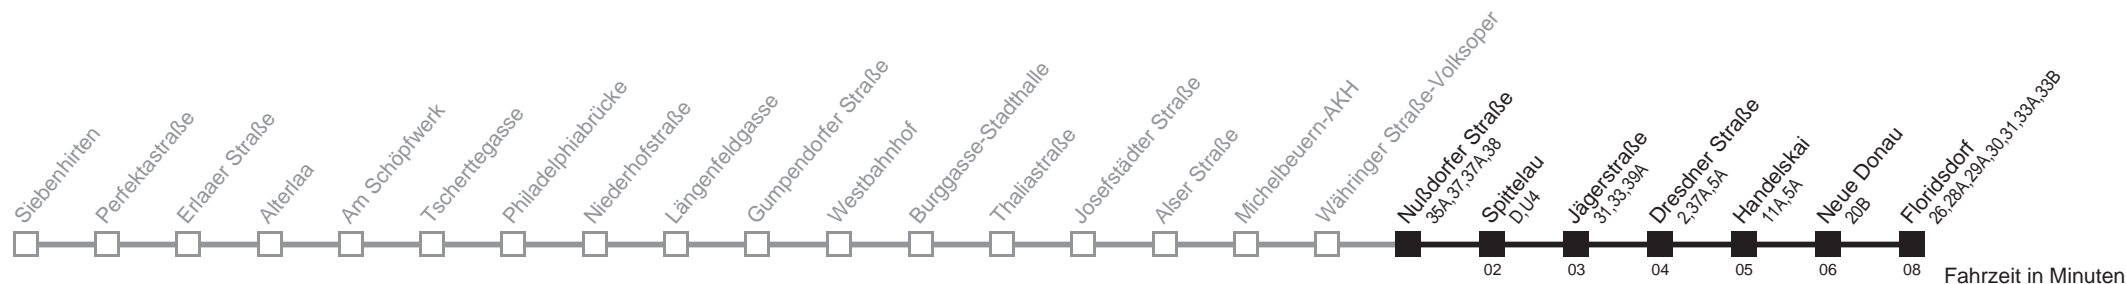 Siebenhirten
Perfektastraße
Erlaaer Straße
Alterlaa
Am Schöpfwerk
Tscherttegasse
Philadelphiabrücke
Niederhofstraße
Längenfeldgasse
Gumpendorfer Straße
Westbahnhof
Burggasse-Stadthalle
Thaliastraße
Josefstädter Straße
Alser Straße
Michelbeuern-AKH
Währinger Straße-Volksoper
Nußdorfer Straße
35A,37,37A,38
Spittelau
D,U4
Jägerstraße
31,33,39A
Dresdner Straße
2,37A,5A
Handelskai
11A,5A
Neue Donau
20B
Floridsdorf
26,28A,29A,30,31,33A,33B
02
03
04
05
06
08
Fahrzeit in Minuten